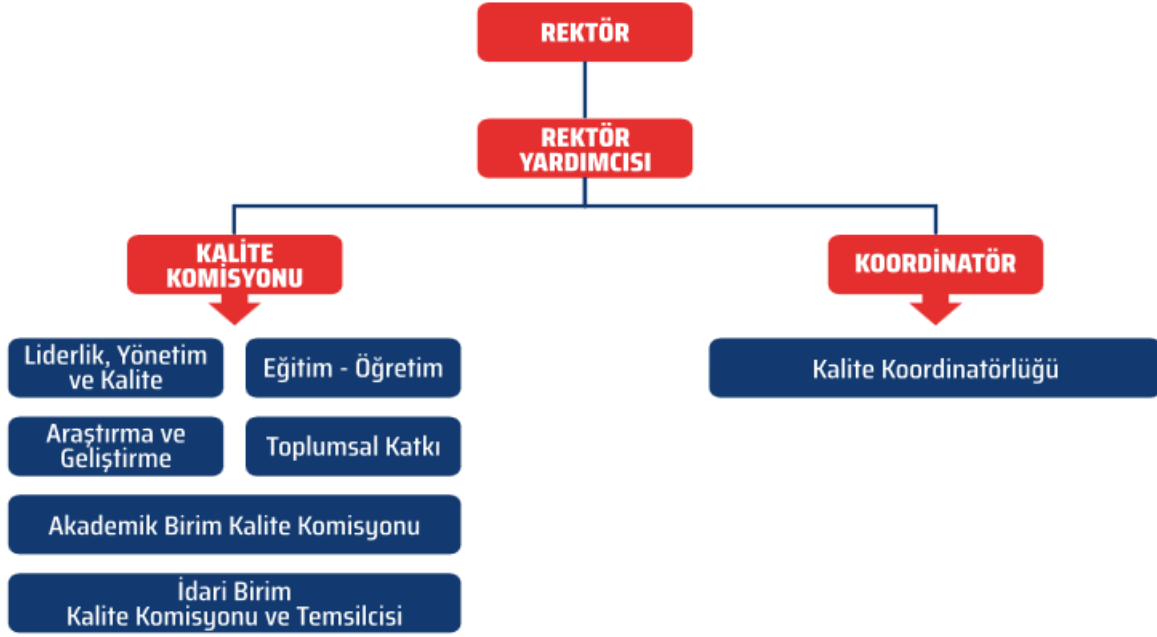 REKTÖR
REKTÖR
YARDIMCISI
KALİTE
KOMİSYONU
KOORDİNATÖR
Liderlik, Yönetim
ve Kalite
Eğitim - Öğretim
Araştırma ve
Geliştirme
Toplumsal Katkı
Akademik Birim Kalite Komisyonu
İdari Birim
Kalite Komisyonu ve Temsilcisi
Kalite Koordinatörlüğü